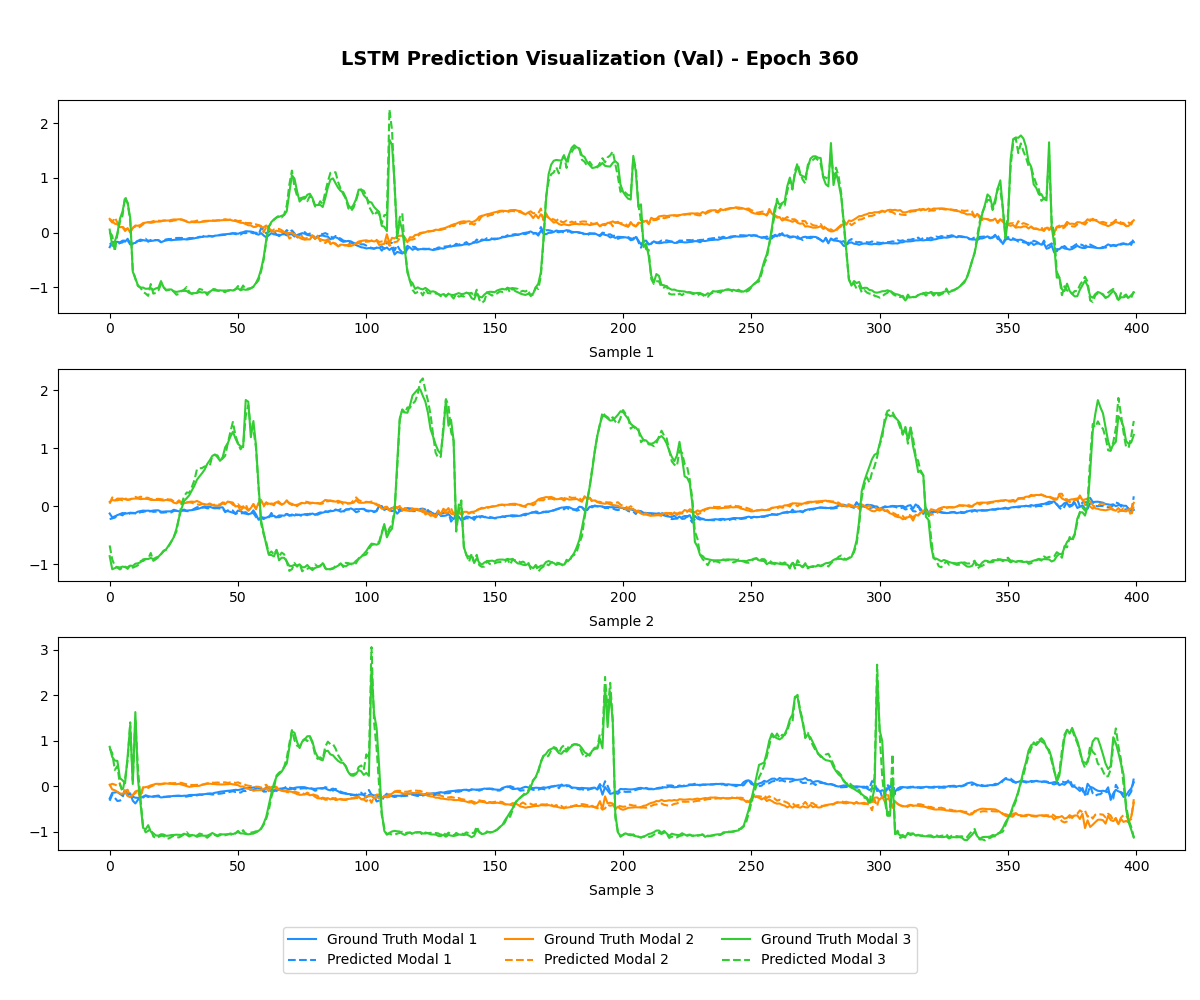 LSTM Prediction Visualization (Val) - Epoch 360
2
1
0
−1
0 50 100 150 200 250 300 350 400
Sample 1
2
1
0
−1
0 50 100 150 200 250 300 350 400
Sample 2
3
2
1
0
−1
0 50 100 150 200 250 300 350 400
Sample 3
Ground Truth Modal 1 Ground Truth Modal 2 Ground Truth Modal 3
Predicted Modal 1 Predicted Modal 2 Predicted Modal 3